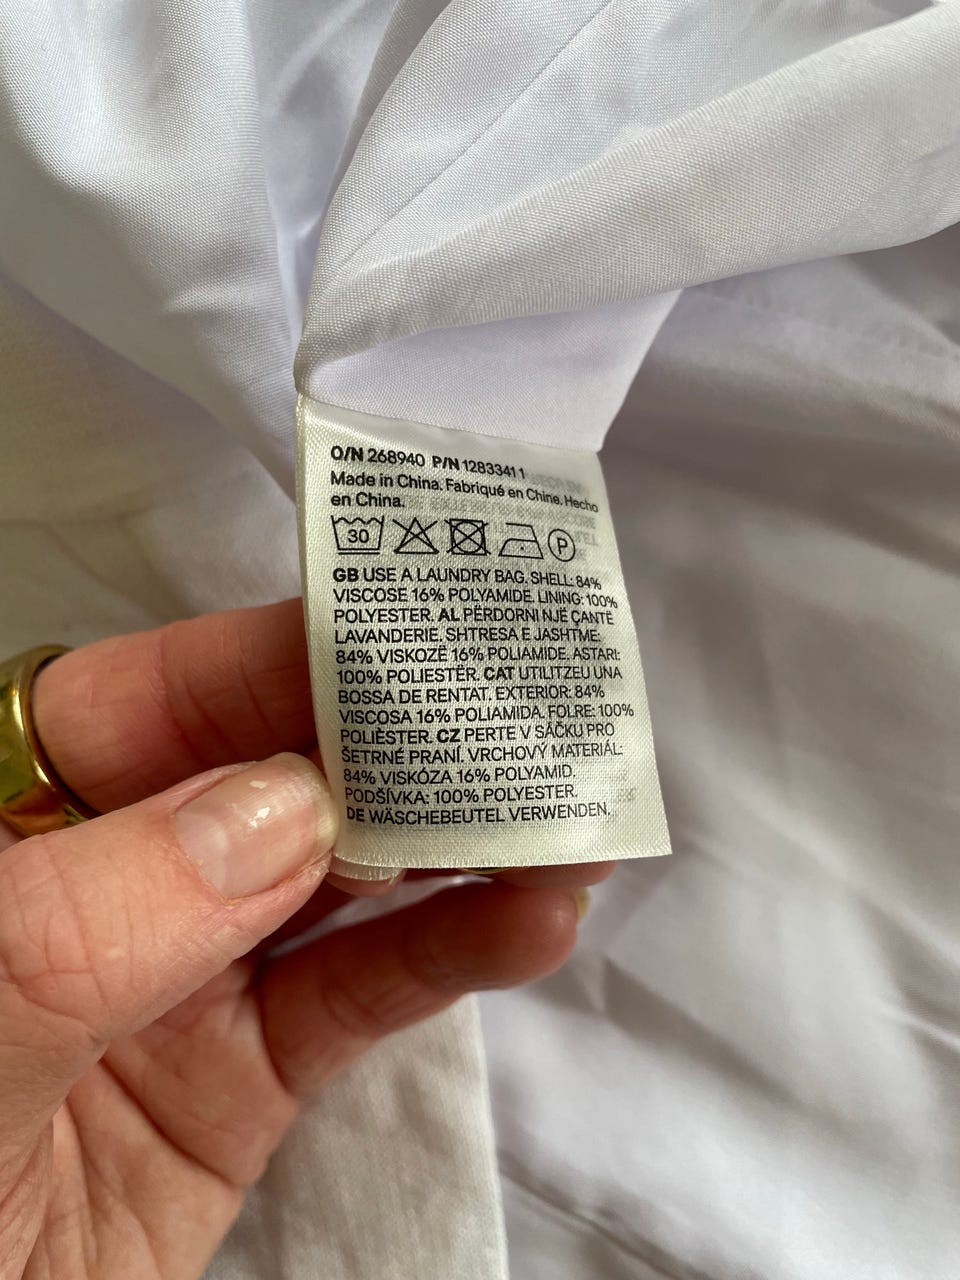 O/N 268940 P/N 12833411
Made in China. Fabriqué en Chine. Hecho
en China.
30 P
GB USE A LAUNDRY BAG. SHELL: 84%
VISCOSE 16% POLYAMIDE. LINING: 100%
POLYESTER. AL PËRDORNI NJË ÇANTË
LAVANDERIE. SHTRESA E JASHTME:
84% VISKOZË 16% POLIAMIDE. ASTARI:
100% POLIESTËR. CAT UTILITZEU UNA
BOSSA DE RENTAT. EXTERIOR: 84%
VISCOSA 16% POLIAMIDA. FOLRE: 100%
POLIÈSTER. CZ PERTE V SÁČKU PRO
ŠETRNÉ PRANÍ. VRCHOVÝ MATERIÁL:
84% VISKÓZA 16% POLYAMID.
PODŠÍVKA: 100% POLYESTER.
DE WÄSCHEBEUTEL VERWENDEN.